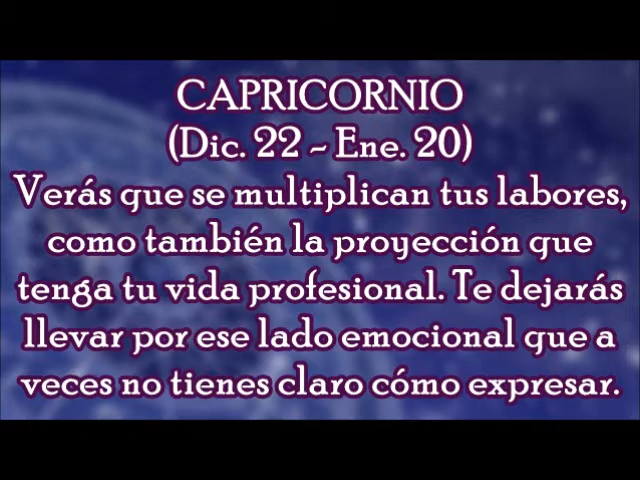 CAPRICORNIO
(Dic. 22 - Ene. 20)
Verás que se multiplican tus labores,
como también la proyección que
tenga tu vida profesional. Te dejarás
llevar por ese lado emocional que a
veces no tienes claro cómo expresar.